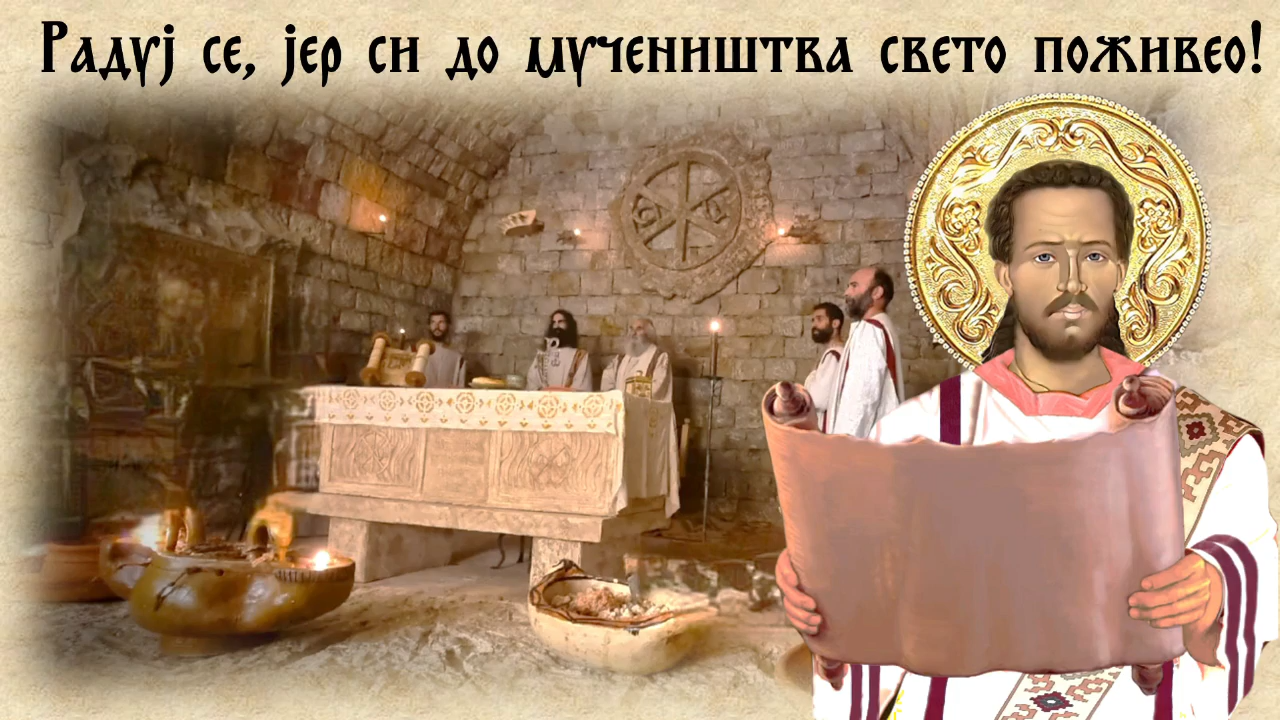 Радуј се, јер си до мучеништва свето поживео!